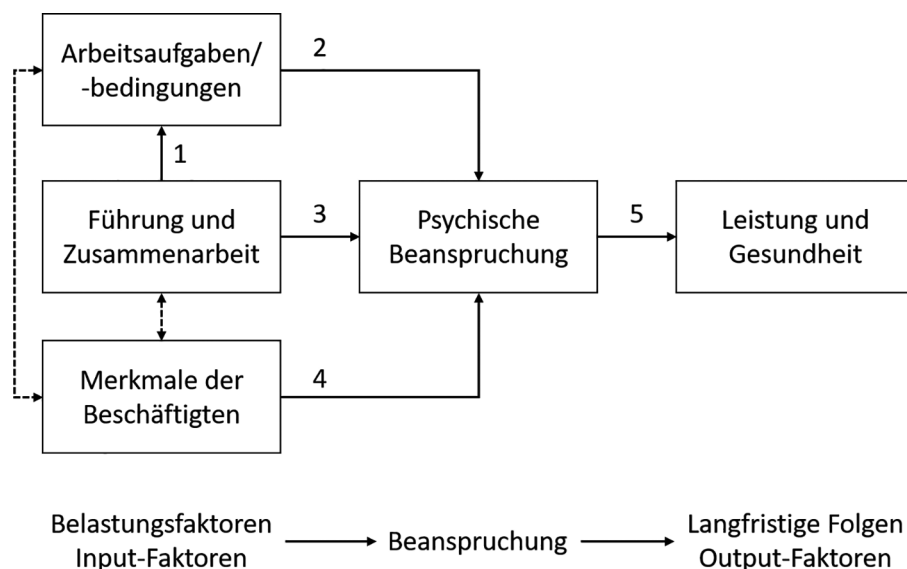 Arbeitsaufgaben/
-bedingungen
2
1
Führung und
Zusammenarbeit
3
Psychische
Beanspruchung
5
Leistung und
Gesundheit
Merkmale der
Beschäftigten
4
Belastungsfaktoren
Input-Faktoren
Beanspruchung
Langfristige Folgen
Output-Faktoren